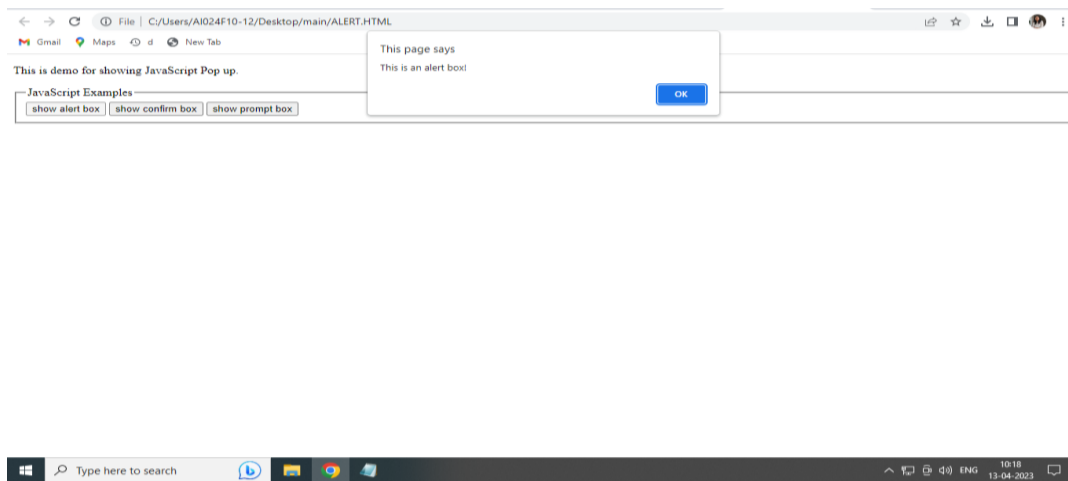 File | C:/Users/AI024F10-12/Desktop/main/ALERT.HTML
Gmail Maps d New Tab
This page says
This is an alert box!
OK
This is demo for showing JavaScript Pop up.
JavaScript Examples
show alert box show confirm box show prompt box
Type here to search
ENG
10:18
13-04-2023